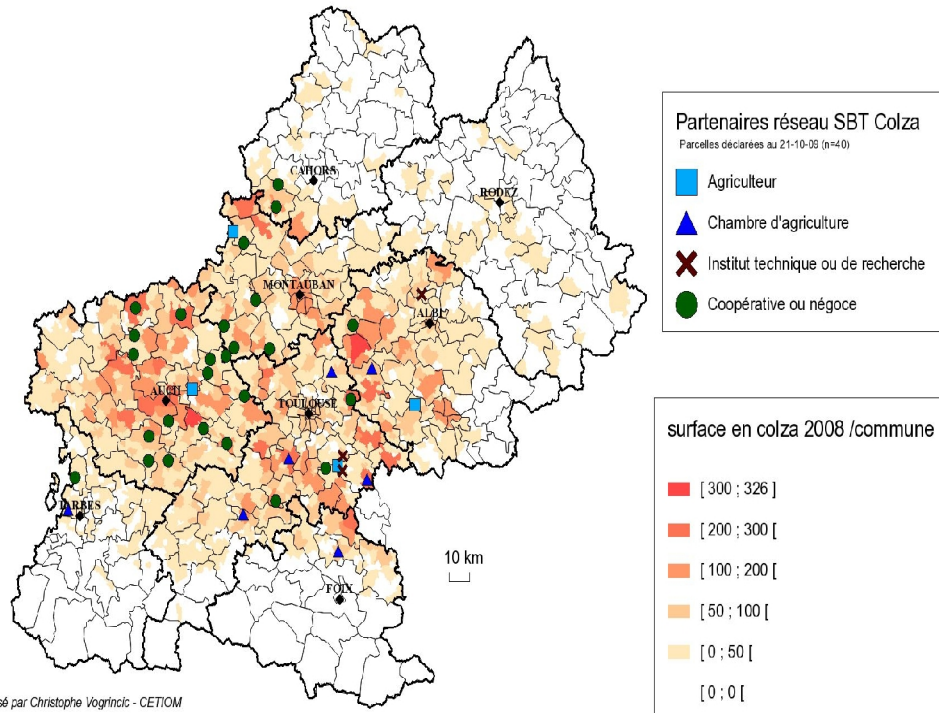 CAHORS
RODEZ
MONTAUBAN
ALBI
AUCH
TOULOUSE
TARBES
FOIX
10 km
Partenaires réseau SBT Colza
Parcelles déclarées au 21-10-09 (n=40)
Agriculteur
Chambre d'agriculture
Institut technique ou de recherche
Coopérative ou négoce
surface en colza 2008 /commune
[ 300 ; 326 ]
[ 200 ; 300 [
[ 100 ; 200 [
[ 50 ; 100 [
[ 0 ; 50 [
[ 0 ; 0 [
sé par Christophe Vogrincic - CETIOM